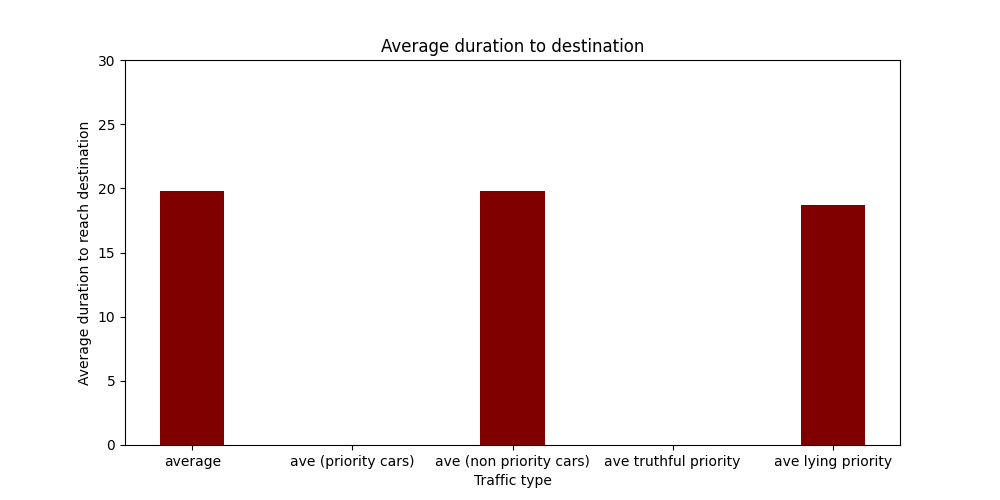 Average duration to destination
Average duration to reach destination
30
25
20
15
10
5
0
average
ave (priority cars)
ave (non priority cars)
ave truthful priority
ave lying priority
Traffic type